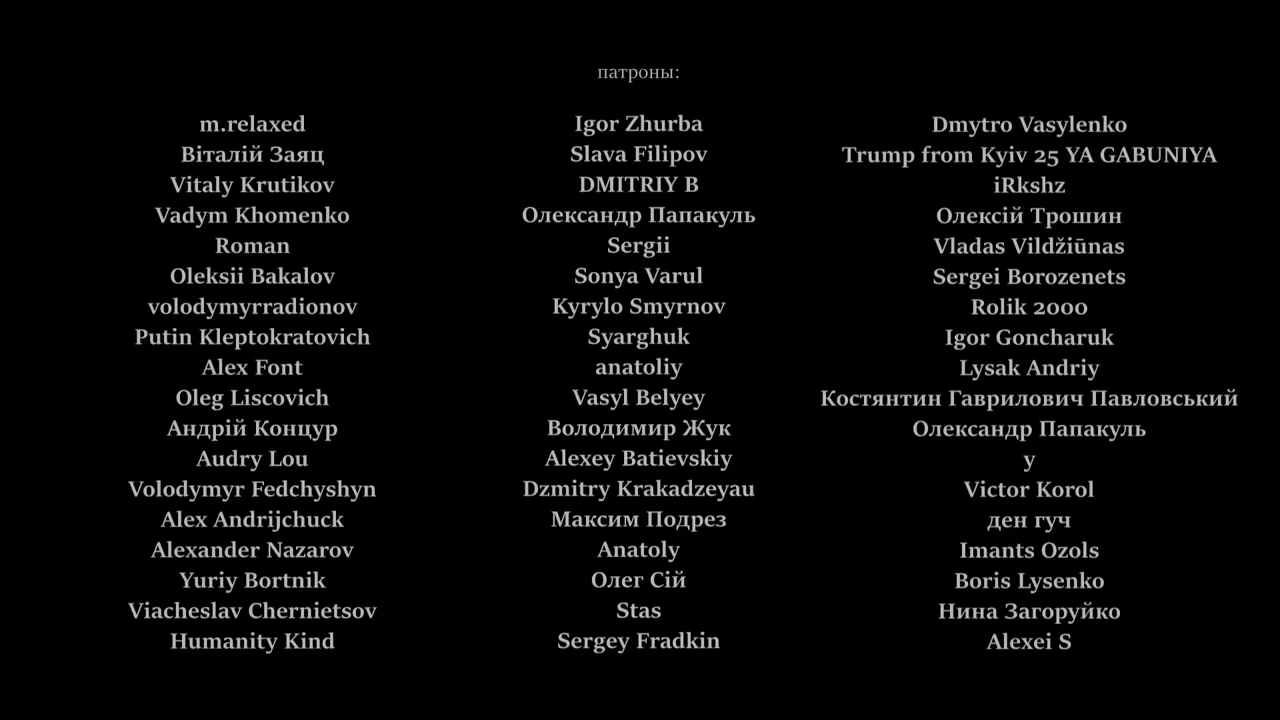 патроны:
m.relaxed
Віталій Заяц
Vitaly Krutikov
Vadym Khomenko
Roman
Oleksii Bakalov
volodymyrradionov
Putin Kleptokratovich
Alex Font
Oleg Liscovich
Андрій Концур
Audry Lou
Volodymyr Fedchyshyn
Alex Andrijchuck
Alexander Nazarov
Yuriy Bortnik
Viacheslav Chernietsov
Humanity Kind
Igor Zhurba
Slava Filipov
DMITRIY B
Олександр Папакуль
Sergii
Sonya Varul
Kyrylo Smyrnov
Syarghuk
anatoliy
Vasyl Belyey
Володимир Жук
Alexey Batievskiy
Dzmitry Krakadzeyau
Максим Подрез
Anatoly
Олег Сій
Stas
Sergey Fradkin
Dmytro Vasylenko
Trump from Kyiv 25 YA GABUNIYA
iRkshz
Олексій Трошин
Vladas Vildžiūnas
Sergei Borozenets
Rolik 2000
Igor Goncharuk
Lysak Andriy
Костянтин Гаврилович Павловський
Олександр Папакуль
y
Victor Korol
ден гуч
Imants Ozols
Boris Lysenko
Нина Загоруйко
Alexei S